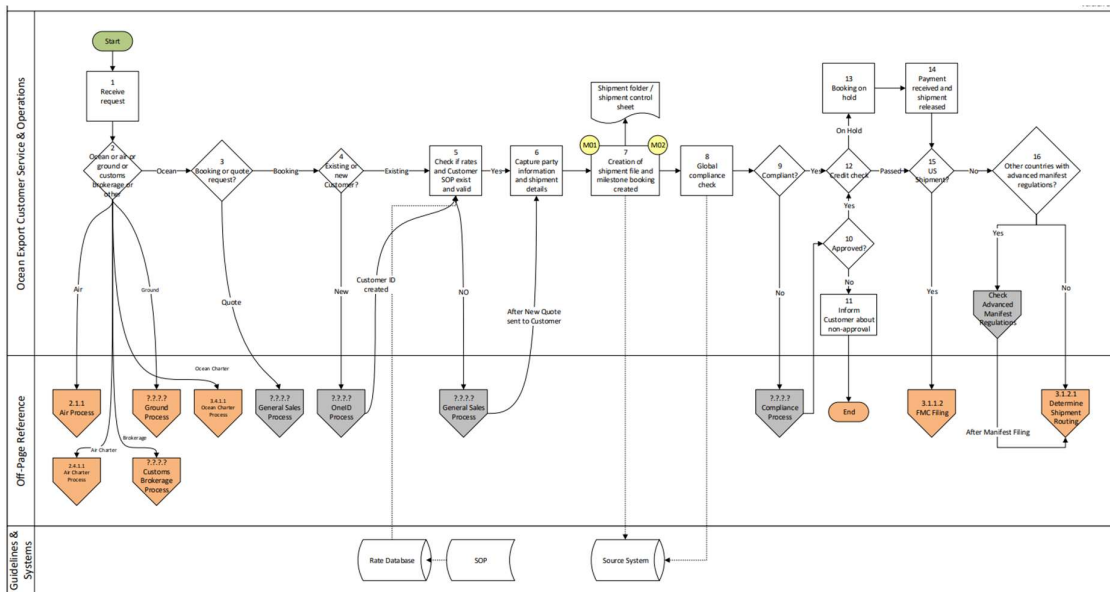 Ocean Export Customer Service & Operations
Start
1
Receive
request
2
Ocean or air or
ground or
customs
Brokerage or
other
Ocean
3
Booking or quote
request?
Booking
4
Existing or
new Customer?
Existing
5
Check if rates
and Customer
SOP exist
and valid
Yes
6
Capture party
information and
shipment
details
Shipment folder /
shipment control
sheet
M01
M02
7
Creation of
shipment file and
milestone booking
created
8
Global
compliance
check
9
Compliant?
Yes
10
Approved?
Yes
No
11
Inform
Customer about
non-approval
12
Credit check
On Hold
13
Booking on
hold
14
Payment
received and
shipment
released
Passed
15
US
Shipment?
No
16
Other countries with
advanced manifest
regulations?
Yes
Check
Advanced
Manifest
Regulations
No
Air
Ground
Ocean Charter
Quote
New
Customer ID
created
NO
After New Quote
sent to Customer
No
Yes
Off-Page Reference
2.1.1
Air Process
?.?.?.?
Ground
Process
3.4.1.1
Ocean Charter
Process
?.?.?.?
General Sales
Process
?.?.?.?
OneID
Process
?.?.?.?
General Sales
Process
?.?.?.?
Compliance
Process
End
3.1.1.2
FMC Filing
3.1.2.1
Determine
Shipment
Routing
After Manifest Filing
Air Charter
Brokerage
2.4.1.1
Air Charter
Process
?.?.?.?
Customs
Brokerage
Process
Guidelines &
Systems
Rate Database
SOP
Source System